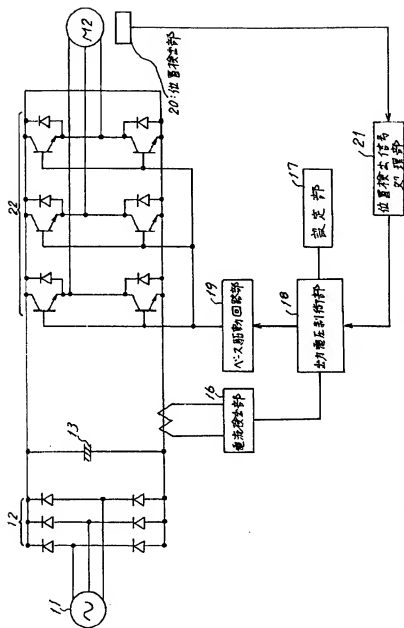 11
12
13
22
M2
20:位置検出部
16
電流検出部
19
ベース駆動回路部
18
出力電圧制御部
17
設定部
21
位置検出信号
処理部